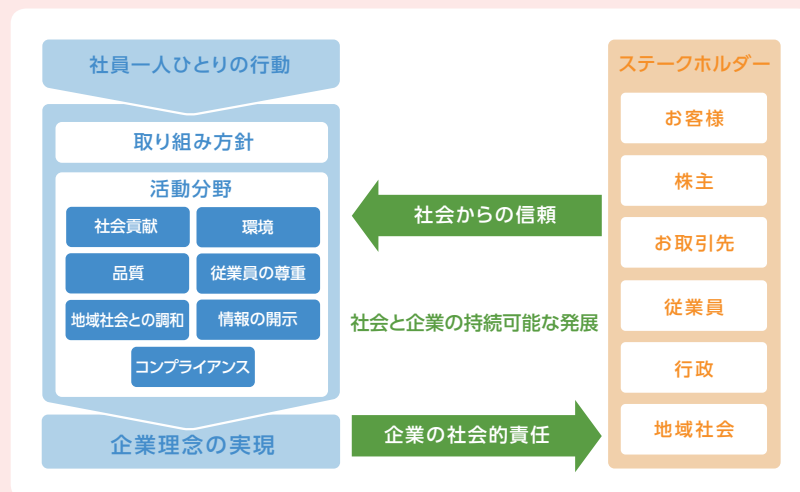 社員一人ひとりの行動
取り組み方針
活動分野
社会貢献
環境
品質
従業員の尊重
地域社会との調和
情報の開示
コンプライアンス
企業理念の実現
社会からの信頼
社会と企業の持続可能な発展
企業の社会的責任
ステークホルダー
お客様
株主
お取引先
従業員
行政
地域社会